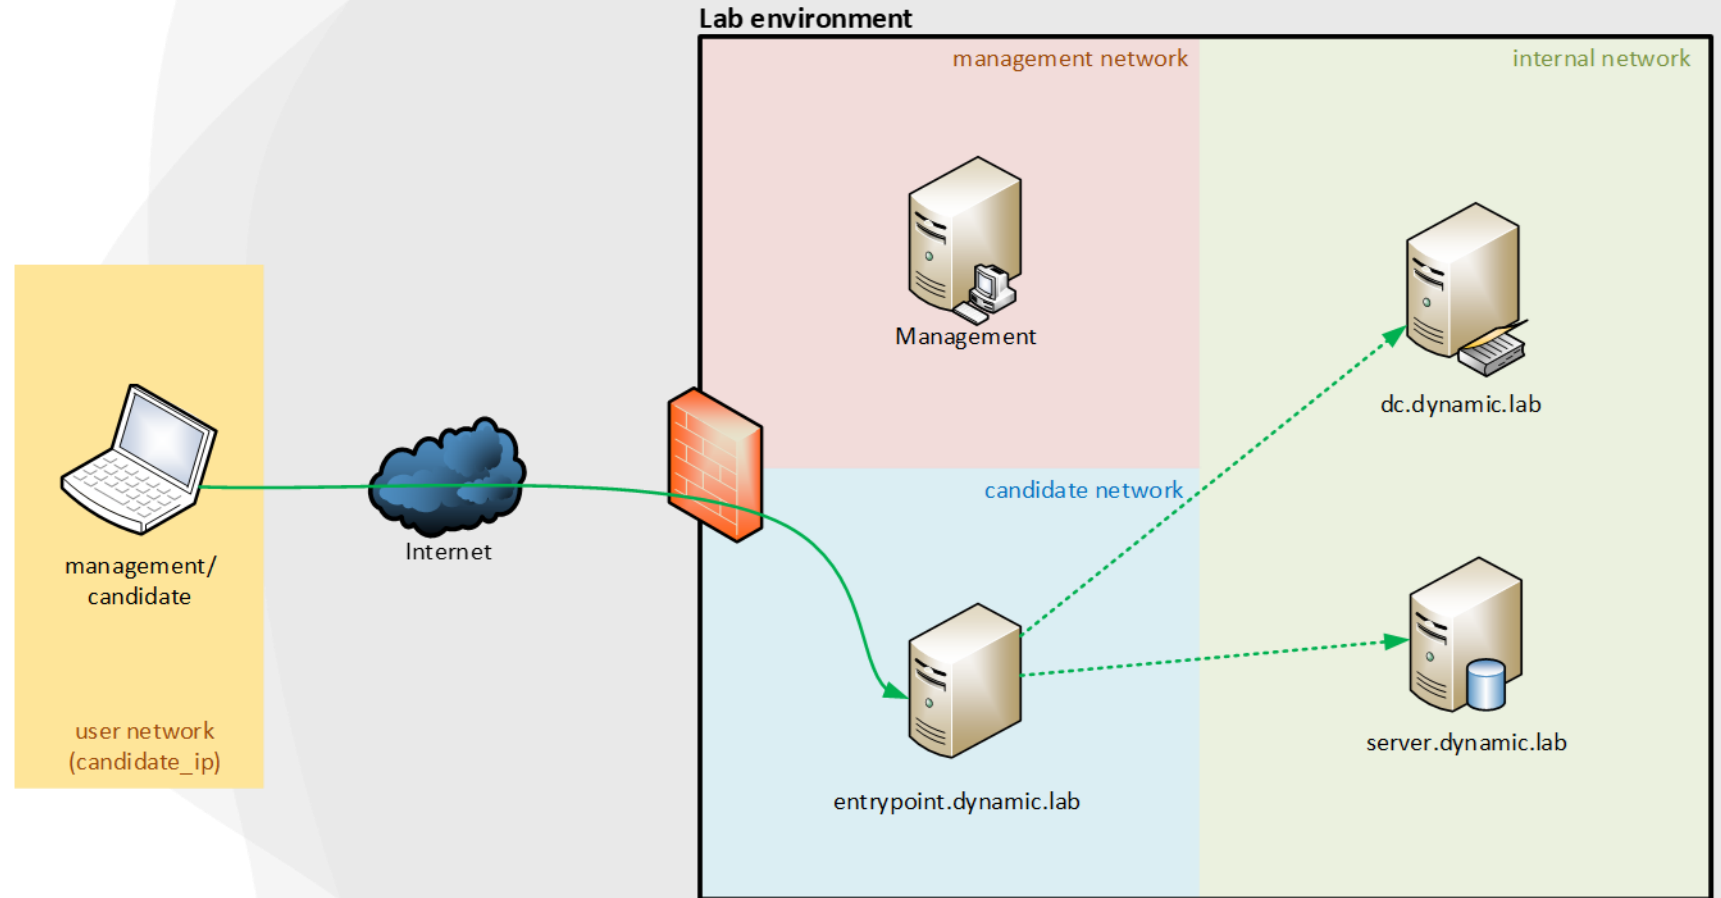 Lab environment
management network
internal network
Management
dc.dynamic.lab
candidate network
Internet
management/
candidate
user network
(candidate_ip)
server.dynamic.lab
entrypoint.dynamic.lab